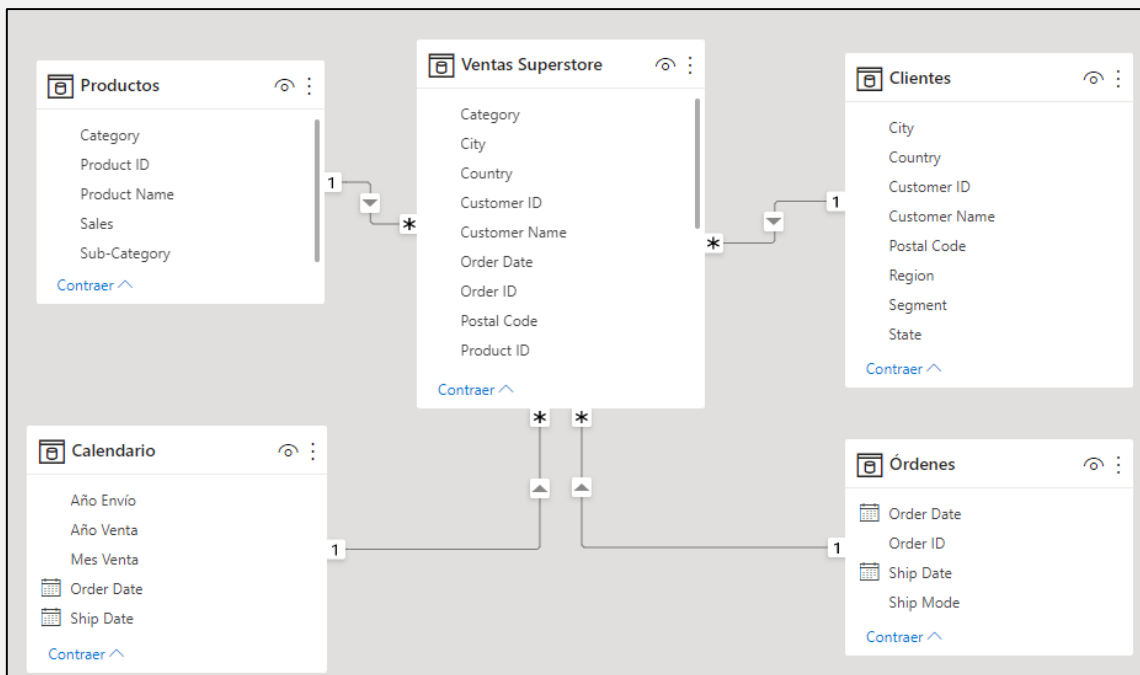 Productos
Category
Product ID
Product Name
Sales
Sub-Category
Contraer
1
*
Ventas Superstore
Category
City
Country
Customer ID
Customer Name
Order Date
Order ID
Postal Code
Product ID
Contraer
*
1
Clientes
City
Country
Customer ID
Customer Name
Postal Code
Region
Segment
State
Contraer
*
*
Calendario
Año Envío
Año Venta
Mes Venta
Order Date
Ship Date
Contraer
1
1
Órdenes
Order Date
Order ID
Ship Date
Ship Mode
Contraer